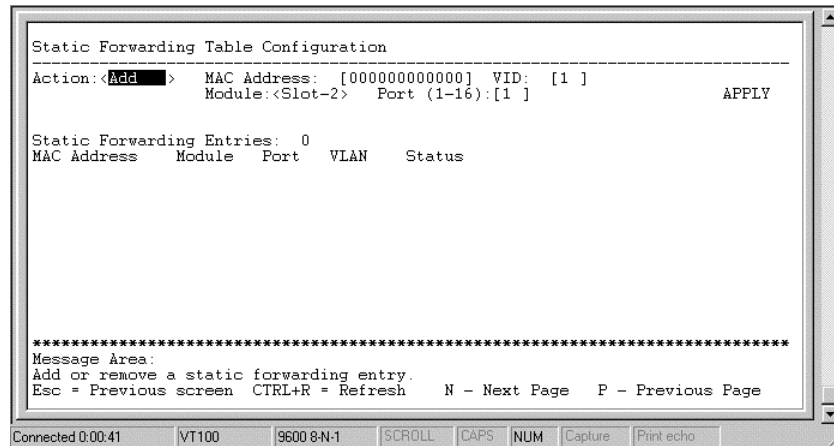 Static Forwarding Table Configuration
Action:<Add   >   MAC Address:  [000000000000]  VID:  [1 ]
Module:<Slot-2>   Port (1-16):[1 ]   APPLY
Static Forwarding Entries:  0
MAC Address   Module   Port   VLAN   Status
*******************************************************************************
Message Area:
Add or remove a static forwarding entry.
Esc = Previous screen  CTRL+R = Refresh   N - Next Page   P - Previous Page
Connected 0:00:41   VT100   9600 8-N-1   SCROLL   CAPS   NUM   Capture   Print echo